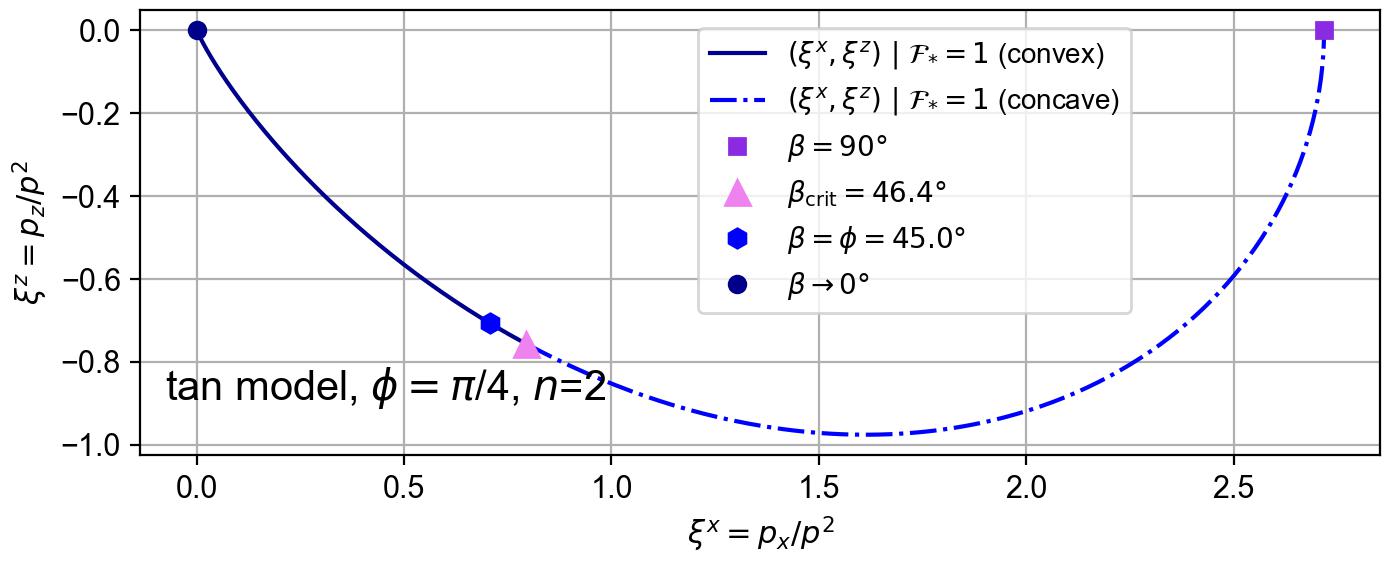 0.0
−0.2
−0.4
−0.6
−0.8
−1.0
ξ^z = p_z/p^2
(ξ^x, ξ^z) | 𝓕_* = 1 (convex)
(ξ^x, ξ^z) | 𝓕_* = 1 (concave)
β = 90°
β_crit = 46.4°
β = ϕ = 45.0°
β → 0°
tan model, ϕ = π/4, n=2
0.0 0.5 1.0 1.5 2.0 2.5
ξ^x = p_x/p^2